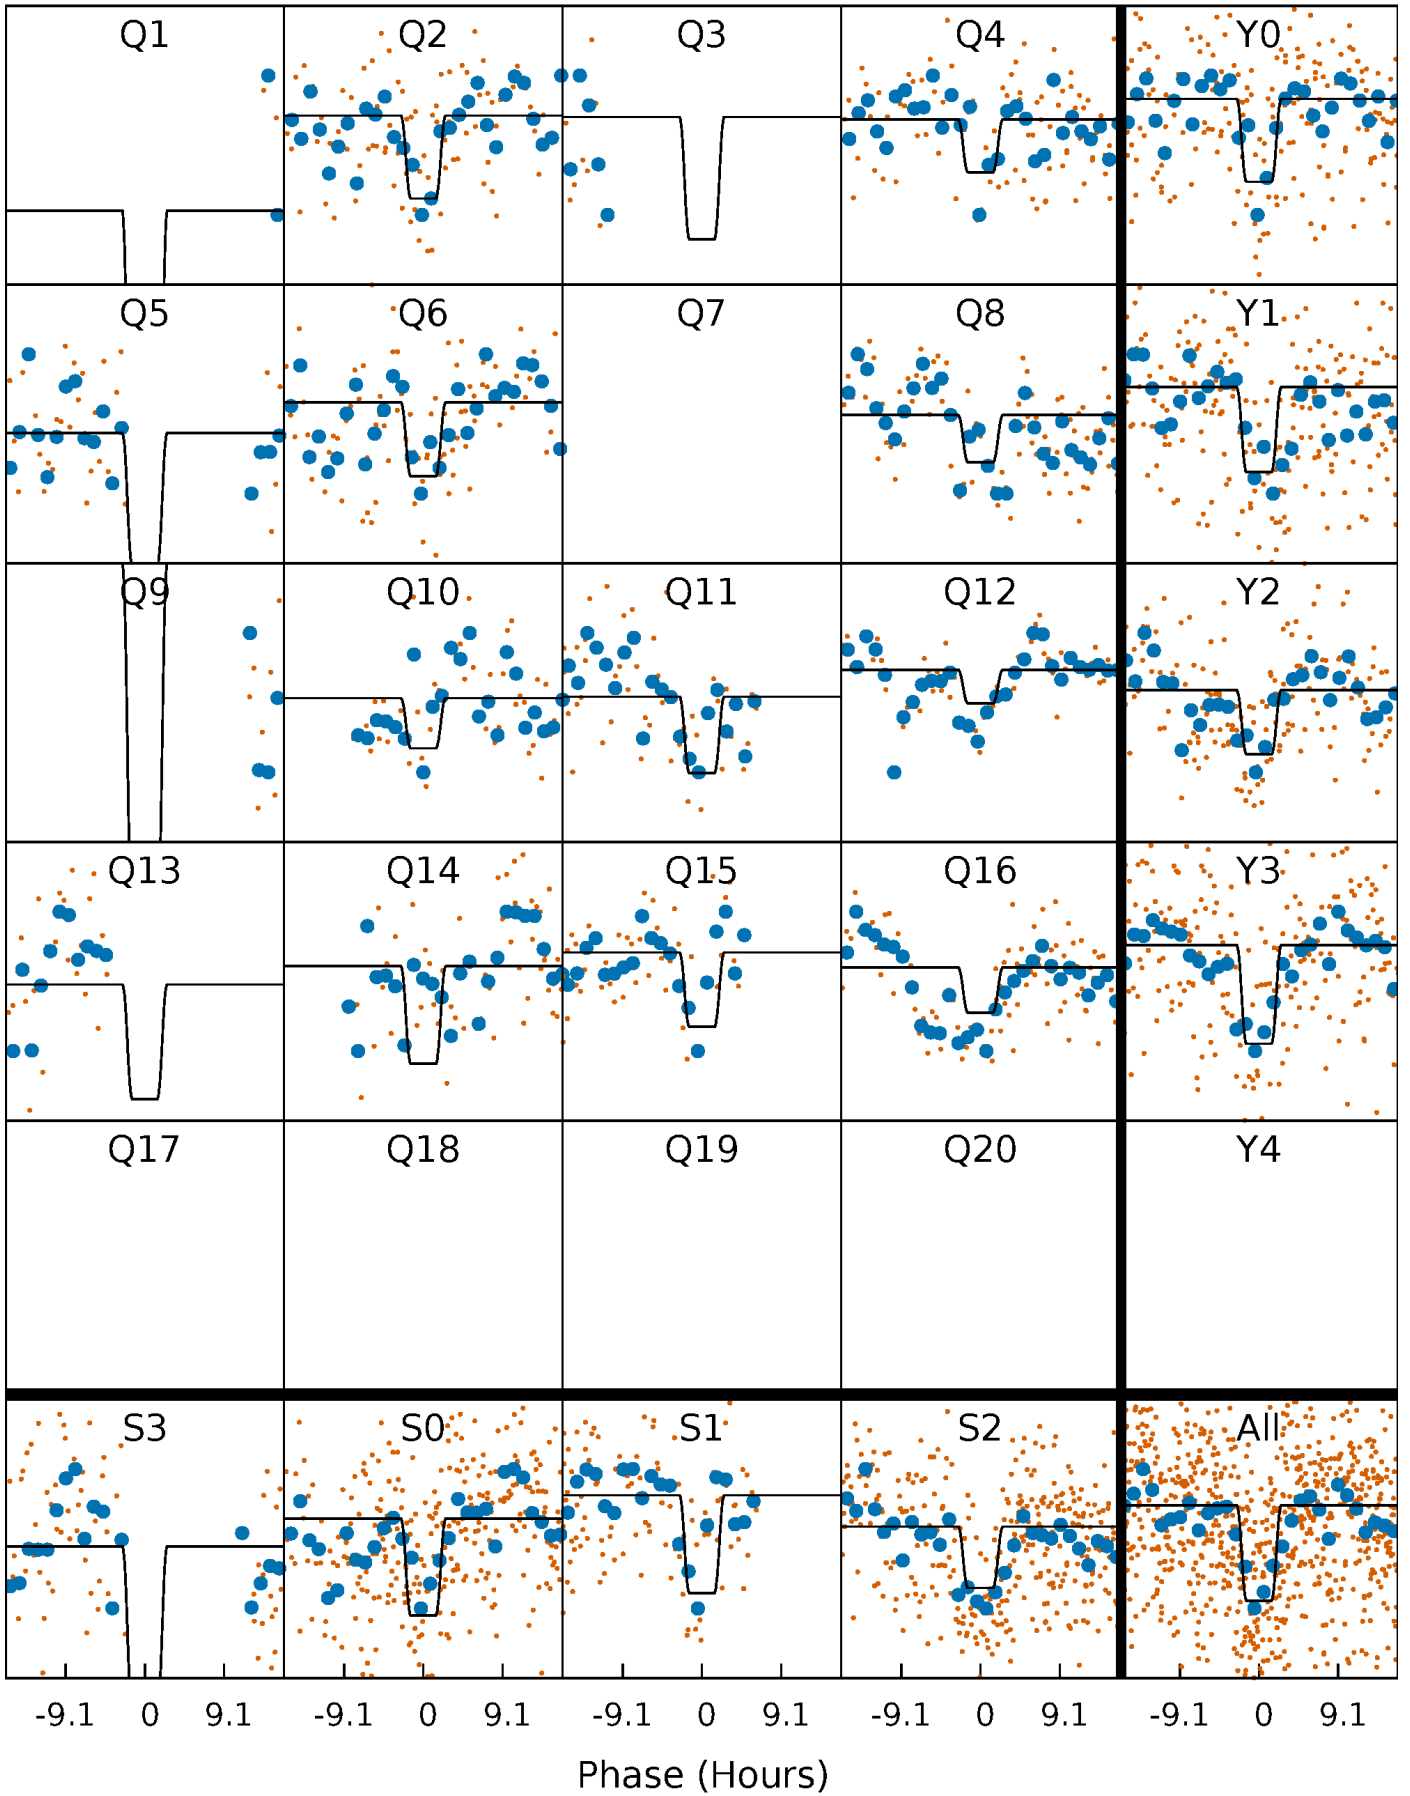 Q1 Q2 Q3 Q4 Y0
Q5 Q6 Q7 Q8 Y1
Q9 Q10 Q11 Q12 Y2
Q13 Q14 Q15 Q16 Y3
Q17 Q18 Q19 Q20 Y4
S3 S0 S1 S2 All
-9.1 0 9.1 -9.1 0 9.1 -9.1 0 9.1 -9.1 0 9.1 -9.1 0 9.1
Phase (Hours)